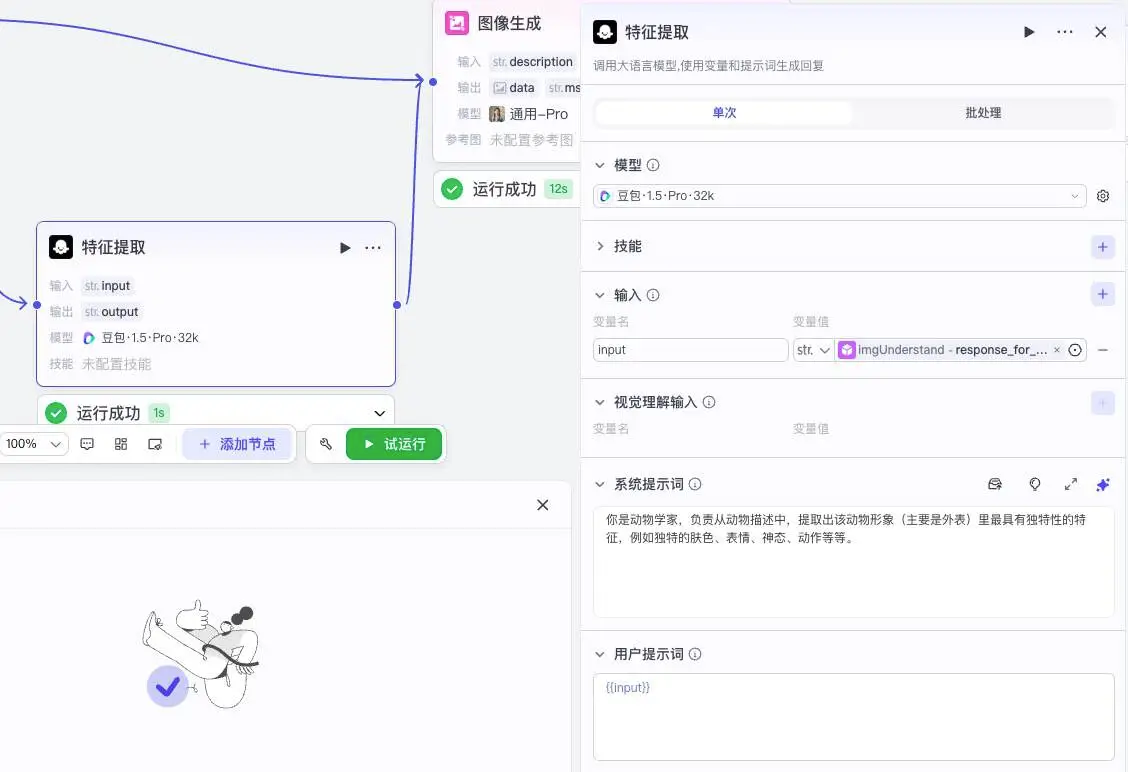 图像生成
输入 str. description
输出 data str. ms
模型 通用-Pro
参考图 未配置参考图
运行成功 12s
特征提取
输入 str. input
输出 str. output
模型 豆包·1.5·Pro·32k
技能 未配置技能
运行成功 1s
100% 添加节点 试运行
特征提取
调用大语言模型,使用变量和提示词生成回复
单次 批处理
模型
豆包·1.5·Pro·32k
技能
输入
变量名 变量值
input str. imgUnderstand - response_for_...
视觉理解输入
变量名 变量值
系统提示词
你是动物学家，负责从动物描述中，提取出该动物形象（主要是外表）里最具有独特性的特
征，例如独特的肤色、表情、神态、动作等等。
用户提示词
{{input}}